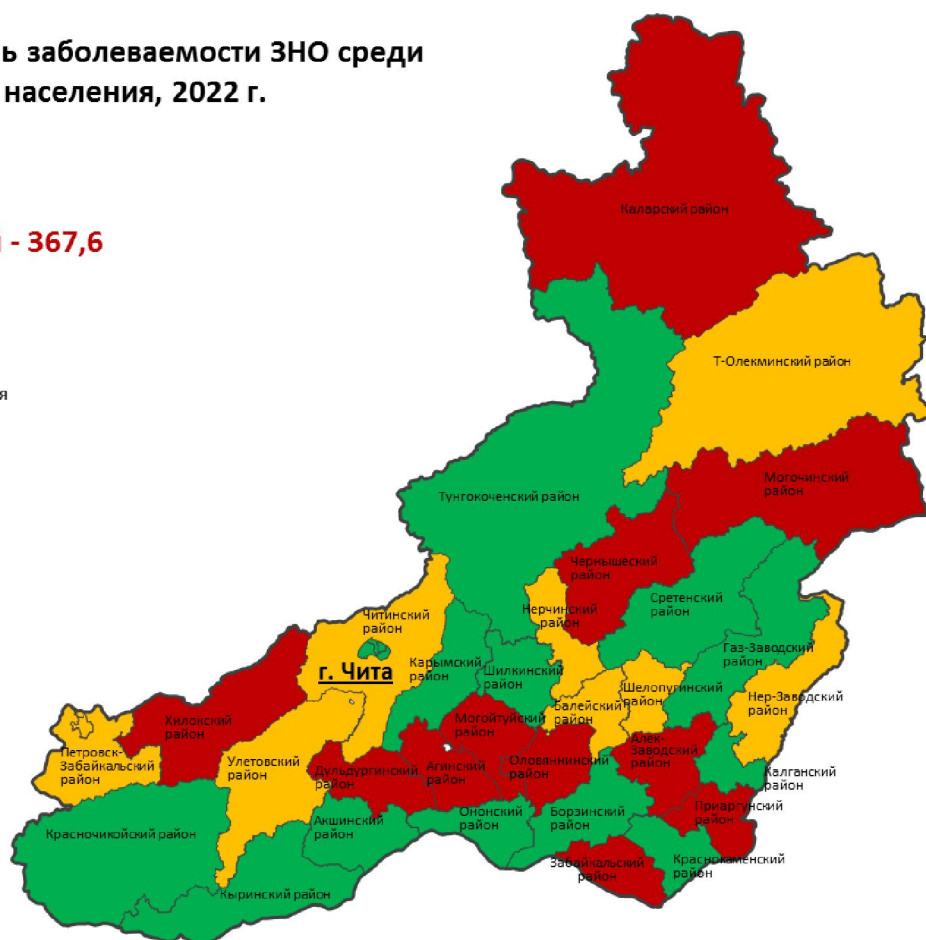 ь заболеваемости ЗНО среди
населения, 2022 г.
- 367,6
я
Каларский район
Т-Олекминский район
Могочинский
район
Тунгокоченский район
Чернышеский
район
Сретенский
район
Нерчинский
район
Читинский
район
г. Чита
Карымский
район
Шилкинский
район
Газ-Заводский
район
Шелопугинский
район
Нер-Заводский
район
Балейский
район
Могойтуйский
район
Хилокский
район
Петровск-
Забайкальский
район
Улетовский
район
Дульдургинский
район
Агинский
район
Оловяннинский
район
Алек-
Заводский
район
Калганский
район
Приаргунский
район
Красночикойский район
Акшинский
район
Ононский
район
Борзинский
район
Забайкальский
район
Краснокаменский
район
Кыринский район